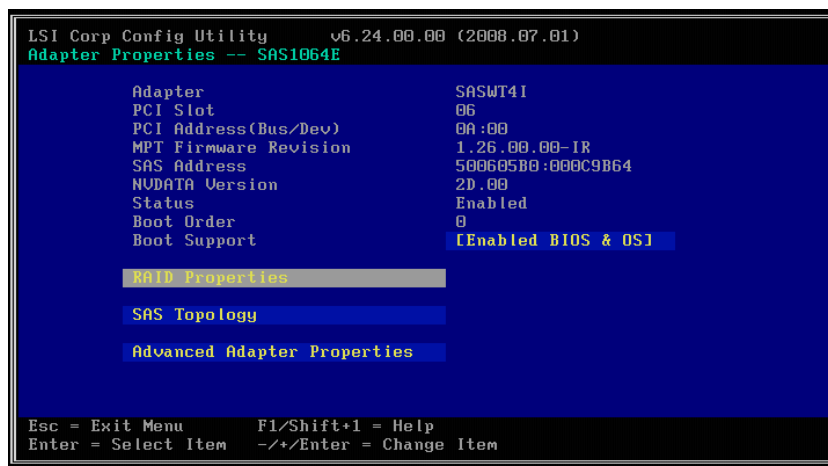 LSI Corp Config Utility v6.24.00.00 (2008.07.01)
Adapter Properties -- SAS1064E
Adapter SASWT4I
PCI Slot 06
PCI Address(Bus/Dev) 0A:00
MPT Firmware Revision 1.26.00.00-IR
SAS Address 500605B0:000C9B64
NVDATA Version 2D.00
Status Enabled
Boot Order 0
Boot Support [Enabled BIOS & OS]
RAID Properties
SAS Topology
Advanced Adapter Properties
Esc = Exit Menu F1/Shift+1 = Help
Enter = Select Item -/+/Enter = Change Item